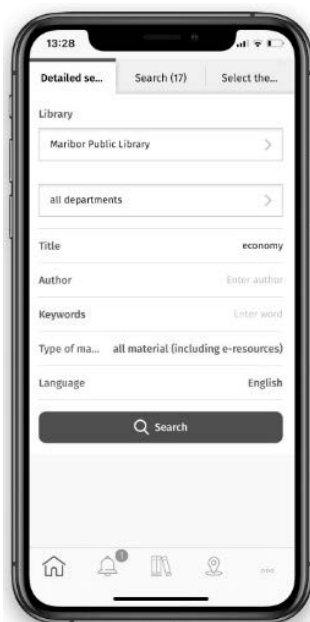 13:28
Detailed se... Search (17) Select the...
Library
Maribor Public Library
all departments
Title economy
Author Enter author
Keywords Enter word
Type of ma... all material (including e-resources)
Language English
Search
1